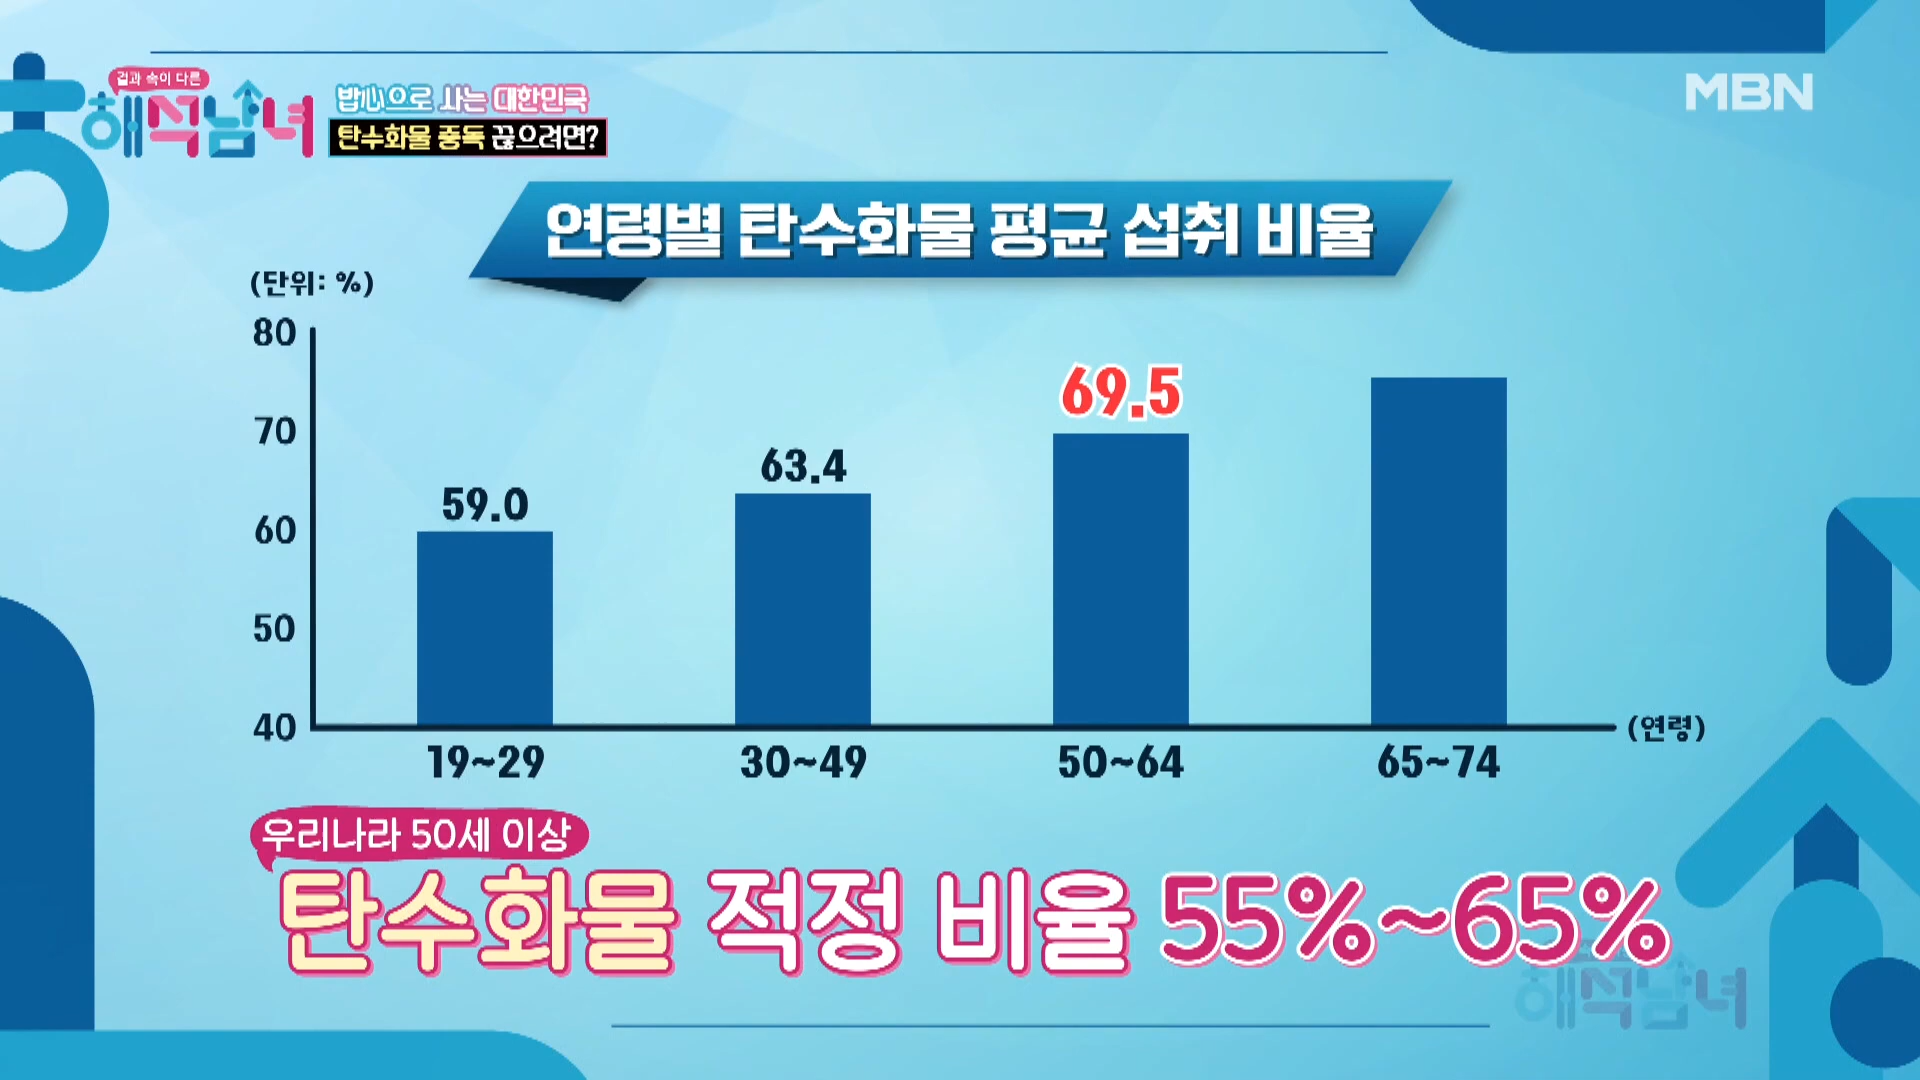 겉과 속이 다른
해석남녀
밥心으로 사는 대한민국
탄수화물 중독 끊으려면?
MBN
연령별 탄수화물 평균 섭취 비율
(단위: %)
80
70
60
50
40
59.0
63.4
69.5
19~29
30~49
50~64
65~74
(연령)
우리나라 50세 이상
탄수화물 적정 비율 55%~65%
해석남녀